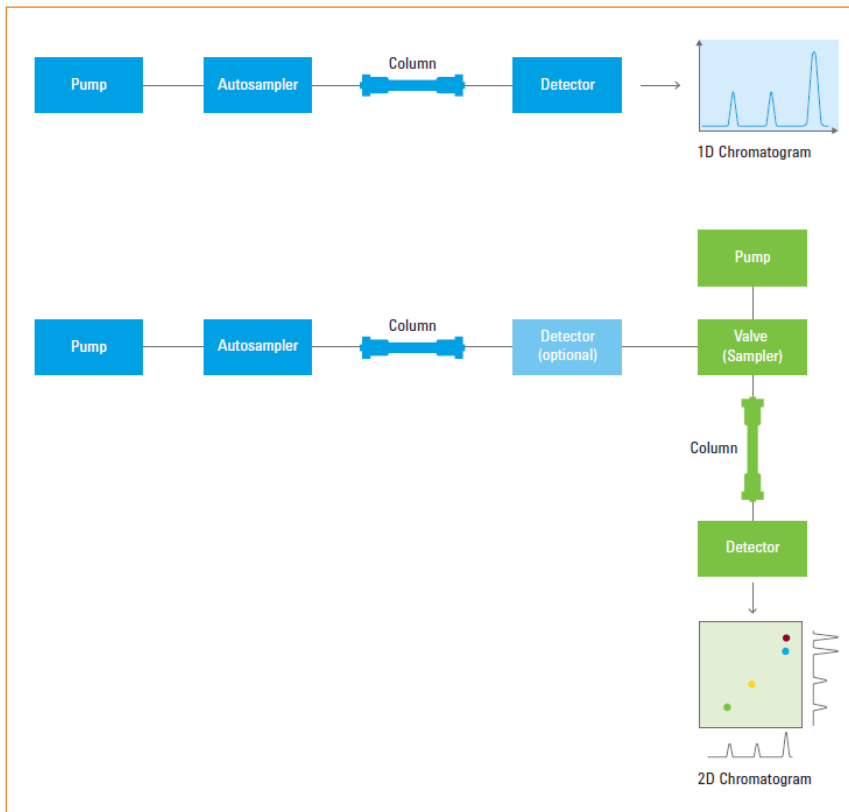 Column
Pump
Autosampler
Detector
1D Chromatogram
Pump
Column
Pump
Autosampler
Detector
(optional)
Valve
(Sampler)
Column
Detector
2D Chromatogram